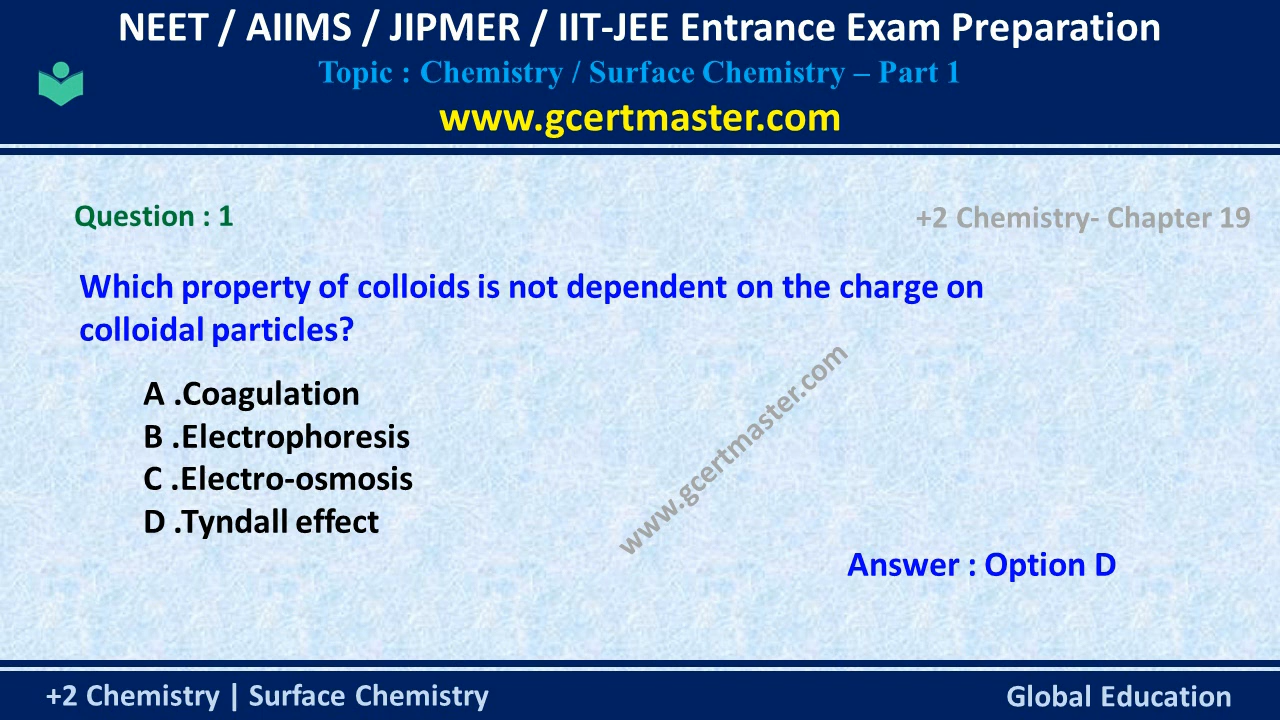 NEET / AIIMS / JIPMER / IIT-JEE Entrance Exam Preparation
Topic : Chemistry / Surface Chemistry – Part 1
www.gcertmaster.com
Question : 1
+2 Chemistry- Chapter 19
Which property of colloids is not dependent on the charge on
colloidal particles?
A .Coagulation
B .Electrophoresis
C .Electro-osmosis
D .Tyndall effect
www.gcertmaster.com
Answer : Option D
+2 Chemistry | Surface Chemistry
Global Education